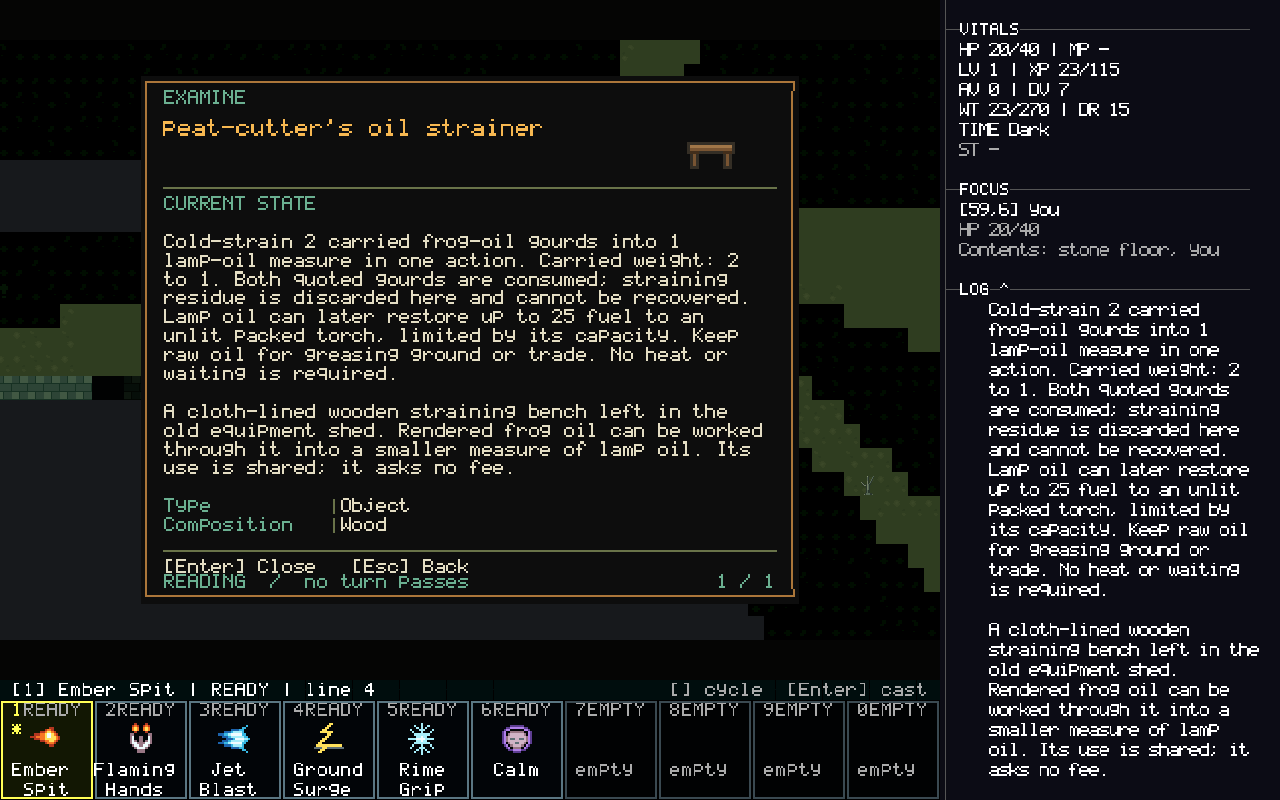 EXAMINE
Peat-cutter's oil strainer
CURRENT STATE
Cold-strain 2 carried frog-oil gourds into 1
lamp-oil measure in one action. Carried weight: 2
to 1. Both quoted gourds are consumed; straining
residue is discarded here and cannot be recovered.
Lamp oil can later restore up to 25 fuel to an
unlit packed torch, limited by its capacity. Keep
raw oil for greasing ground or trade. No heat or
waiting is required.
A cloth-lined wooden straining bench left in the
old equipment shed. Rendered frog oil can be worked
through it into a smaller measure of lamp oil. Its
use is shared; it asks no fee.
Type |Object
Composition |Wood
[Enter] Close [Esc] Back
READING / no turn passes 1 / 1
VITALS
HP 20/40 | MP -
LV 1 | XP 23/115
AV 0 | DV 7
WT 23/270 | DR 15
TIME Dark
ST -
FOCUS
[59,6] You
HP 20/40
Contents: stone floor, You
LOG ^
Cold-strain 2 carried
frog-oil gourds into 1
lamp-oil measure in one
action. Carried weight: 2
to 1. Both quoted gourds
are consumed; straining
residue is discarded here
and cannot be recovered.
Lamp oil can later restore
up to 25 fuel to an unlit
packed torch, limited by
its capacity. Keep raw oil
for greasing ground or
trade. No heat or waiting
is required.
A cloth-lined wooden
straining bench left in the
old equipment shed.
Rendered frog oil can be
worked through it into a
smaller measure of lamp
oil. Its use is shared; it
asks no fee.
[1] Ember Spit | READY | line 4 [] cycle [Enter] cast
1READY 2READY 3READY 4READY 5READY 6READY 7EMPTY 8EMPTY 9EMPTY 0EMPTY
*
Ember Flaming Jet Ground Rime Calm empty empty empty empty
Spit Hands Blast Surge Grip